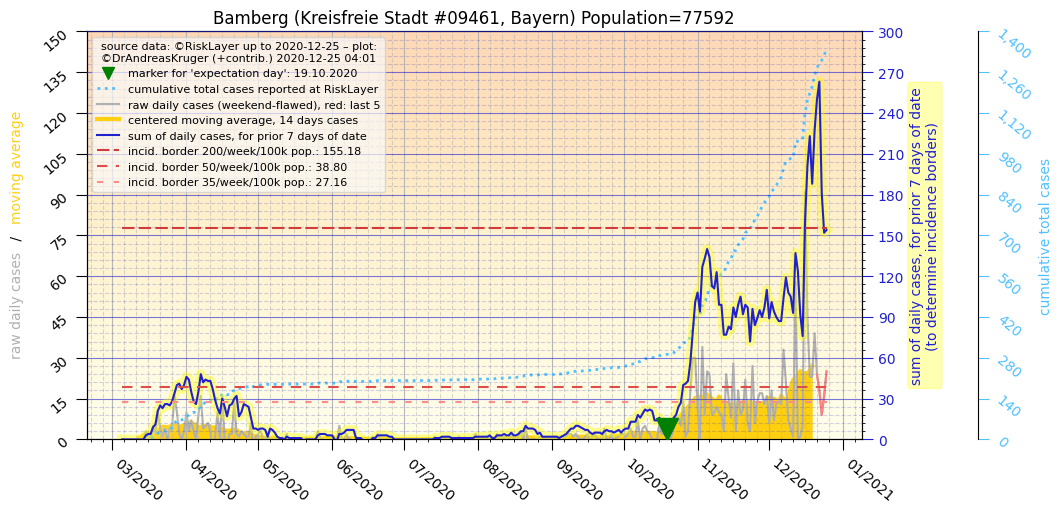 Bamberg (Kreisfreie Stadt #09461, Bayern) Population=77592
source data: ©RiskLayer up to 2020-12-25 – plot:
©DrAndreasKruger (+contrib.) 2020-12-25 04:01
marker for 'expectation day': 19.10.2020
cumulative total cases reported at RiskLayer
raw daily cases (weekend-flawed), red: last 5
centered moving average, 14 days cases
sum of daily cases, for prior 7 days of date
incid. border 200/week/100k pop.: 155.18
incid. border 50/week/100k pop.: 38.80
incid. border 35/week/100k pop.: 27.16
raw daily cases / moving average
150
135
120
105
90
75
60
45
30
15
0
03/2020
04/2020
05/2020
06/2020
07/2020
08/2020
09/2020
10/2020
11/2020
12/2020
01/2021
300
270
240
210
180
150
120
90
60
30
0
sum of daily cases, for prior 7 days of date
(to determine incidence borders)
1,400
1,260
1,120
980
840
700
560
420
280
140
0
cumulative total cases